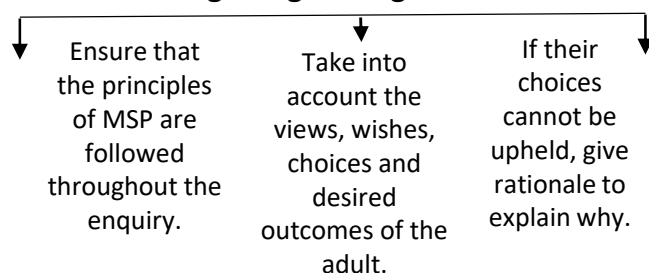 Ensure that
the principles
of MSP are
followed
throughout the
enquiry.
Take into
account the
views, wishes,
choices and
desired
outcomes of the
adult.
If their
choices
cannot be
upheld, give
rationale to
explain why.